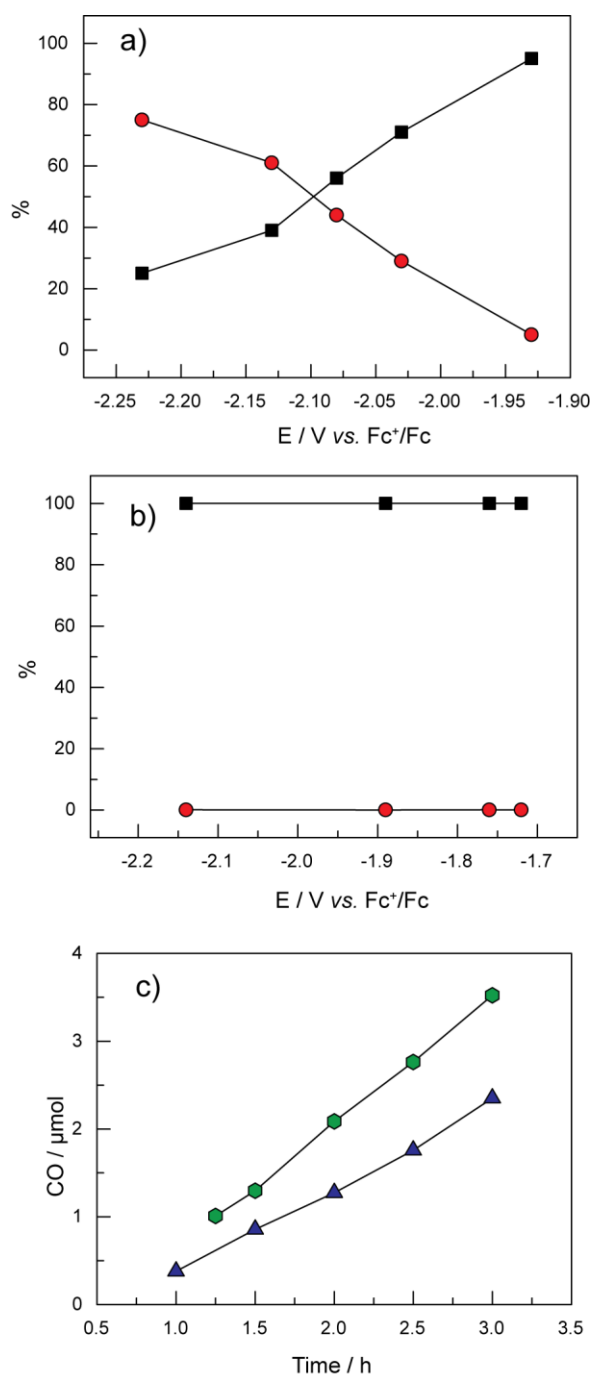 a)
100
80
60
40
20
0
%
-2.25 -2.20 -2.15 -2.10 -2.05 -2.00 -1.95 -1.90
E / V vs. Fc⁺/Fc
b)
100
80
60
40
20
0
%
-2.2 -2.1 -2.0 -1.9 -1.8 -1.7
E / V vs. Fc⁺/Fc
c)
4
3
2
1
0
CO / µmol
0.5 1.0 1.5 2.0 2.5 3.0 3.5
Time / h